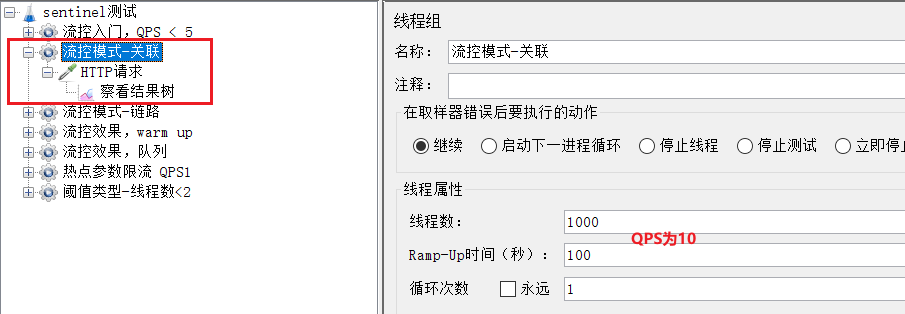 sentinel测试
流控入门，QPS < 5
流控模式-关联
HTTP请求
察看结果树
流控模式-链路
流控效果，warm up
流控效果，队列
热点参数限流 QPS1
阈值类型-线程数<2
线程组
名称： 流控模式-关联
注释：
在取样器错误后要执行的动作
继续 启动下一进程循环 停止线程 停止测试 立即停止
线程属性
线程数： 1000
QPS为10
Ramp-Up时间（秒）： 100
循环次数 永远 1